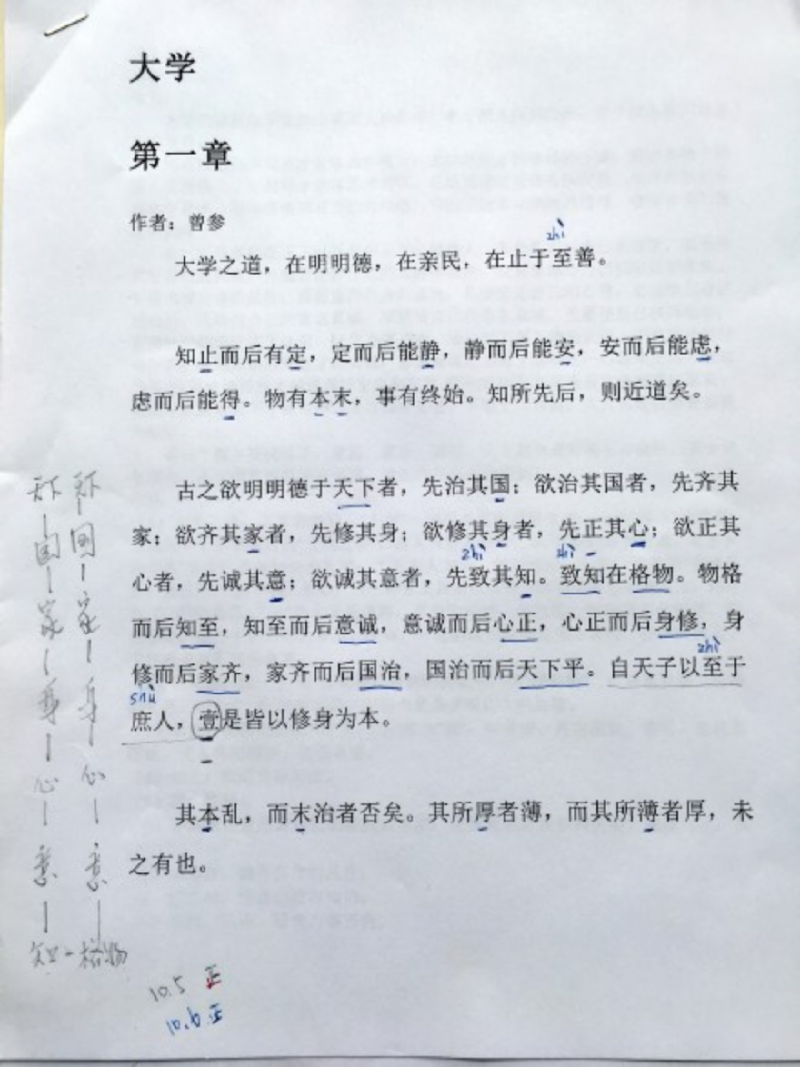 大学
第一章
作者：曾参
zhì
大学之道，在明明德，在亲民，在止于至善。
知止而后有定，定而后能静，静而后能安，安而后能虑，
虑而后能得。物有本末，事有终始。知所先后，则近道矣。
古之欲明明德于天下者，先治其国；欲治其国者，先齐其
家；欲齐其家者，先修其身；欲修其身者，先正其心；欲正其
zhì zhì
心者，先诚其意；欲诚其意者，先致其知。致知在格物。物格
而后知至，知至而后意诚，意诚而后心正，心正而后身修，身
zhì
修而后家齐，家齐而后国治，国治而后天下平。自天子以至于
shù
庶人，壹是皆以修身为本。
其本乱，而末治者否矣。其所厚者薄，而其所薄者厚，未
之有也。
天下—国—家—身—心—意—知—格物
天下—国—家—身—心—意—
10.5 正
10.6 正